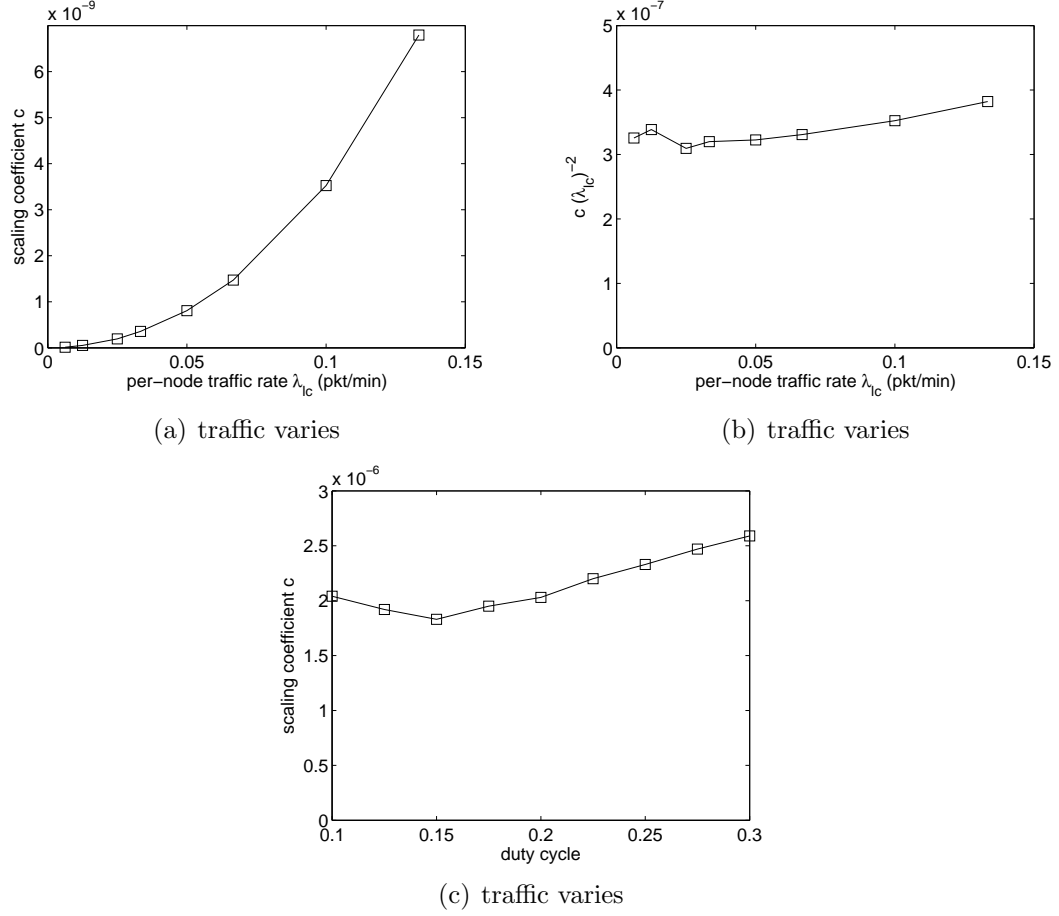 x 10⁻⁹
6
5
4
3
2
1
0
0 0.05 0.1 0.15
scaling coefficient c
per−node traffic rate λlc (pkt/min)
(a) traffic varies
x 10⁻⁷
5
4
3
2
1
0
0 0.05 0.1 0.15
c (λlc)⁻²
per−node traffic rate λlc (pkt/min)
(b) traffic varies
x 10⁻⁶
3
2.5
2
1.5
1
0.5
0
0.1 0.15 0.2 0.25 0.3
scaling coefficient c
duty cycle
(c) traffic varies